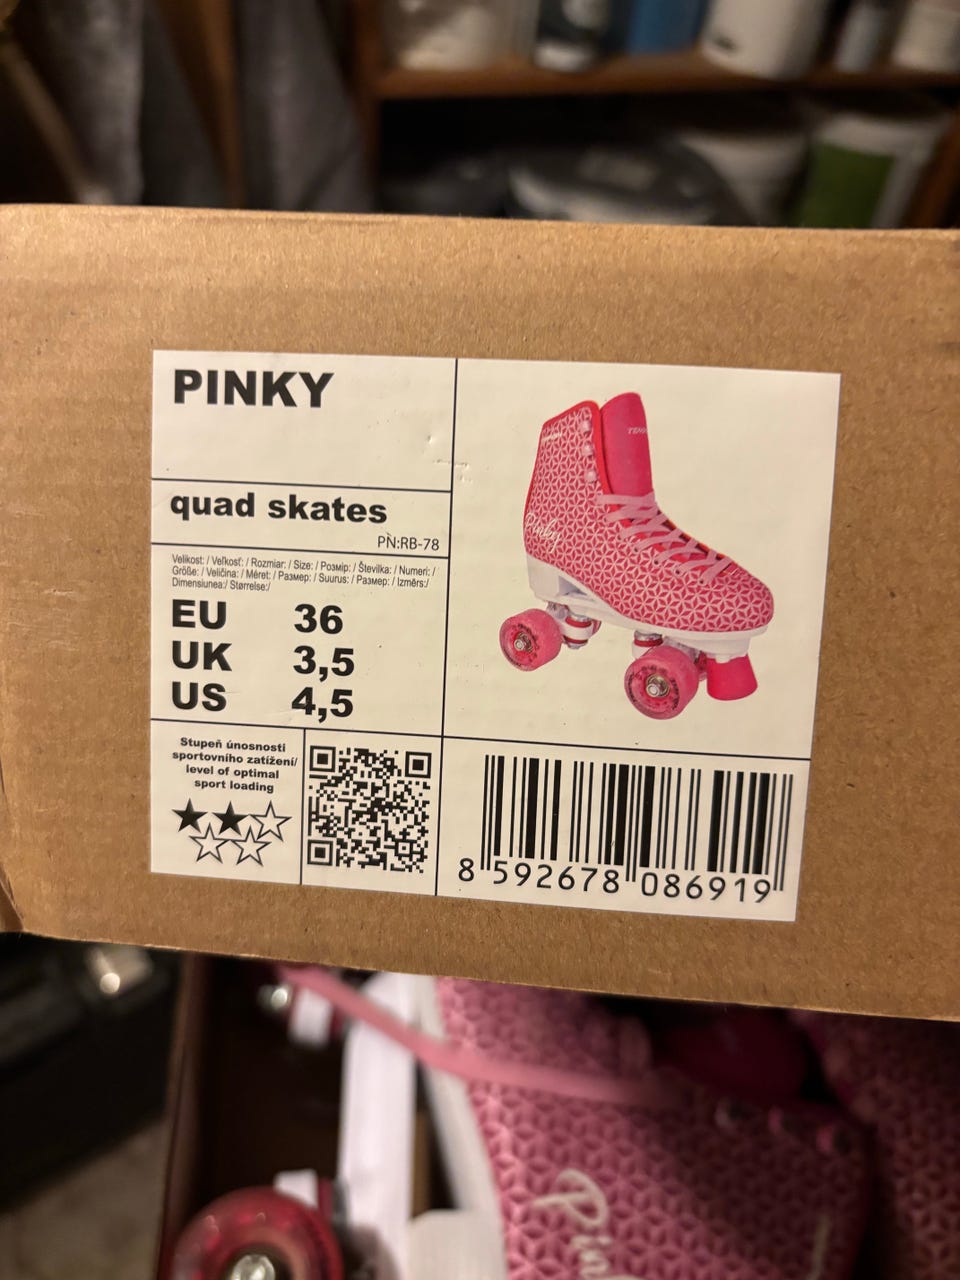 PINKY
quad skates
PN:RB-78
Velikost: / Veľkosť: / Rozmiar: / Size: / Розмір: / Številka: / Numeri: /
Größe: / Veličina: / Méret: / Размер: / Suurus: / Размер: / Izmērs:/
Dimensiunea:/ Størrelse:/
EU 36
UK 3,5
US 4,5
Stupeň únosnosti
sportovního zatížení/
level of optimal
sport loading
8 592678 086919
Pinky